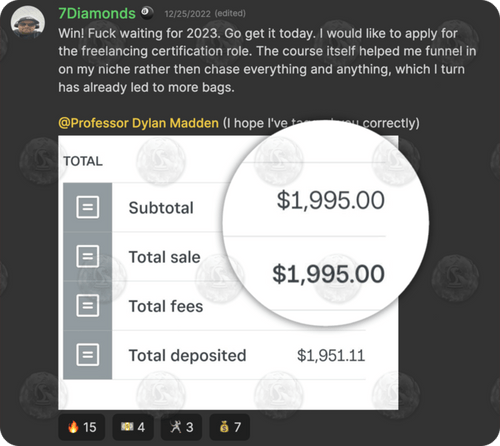 7Diamonds 12/25/2022 (edited)
Win! Fuck waiting for 2023. Go get it today. I would like to apply for
the freelancing certification role. The course itself helped me funnel in
on my niche rather then chase everything and anything, which I turn
has already led to more bags.
@Professor Dylan Madden (I hope I've correctly)
TOTAL
Subtotal $1,995.00
Total sale $1,995.00
Total fees
Total deposited $1,951.11
15 4 3 7